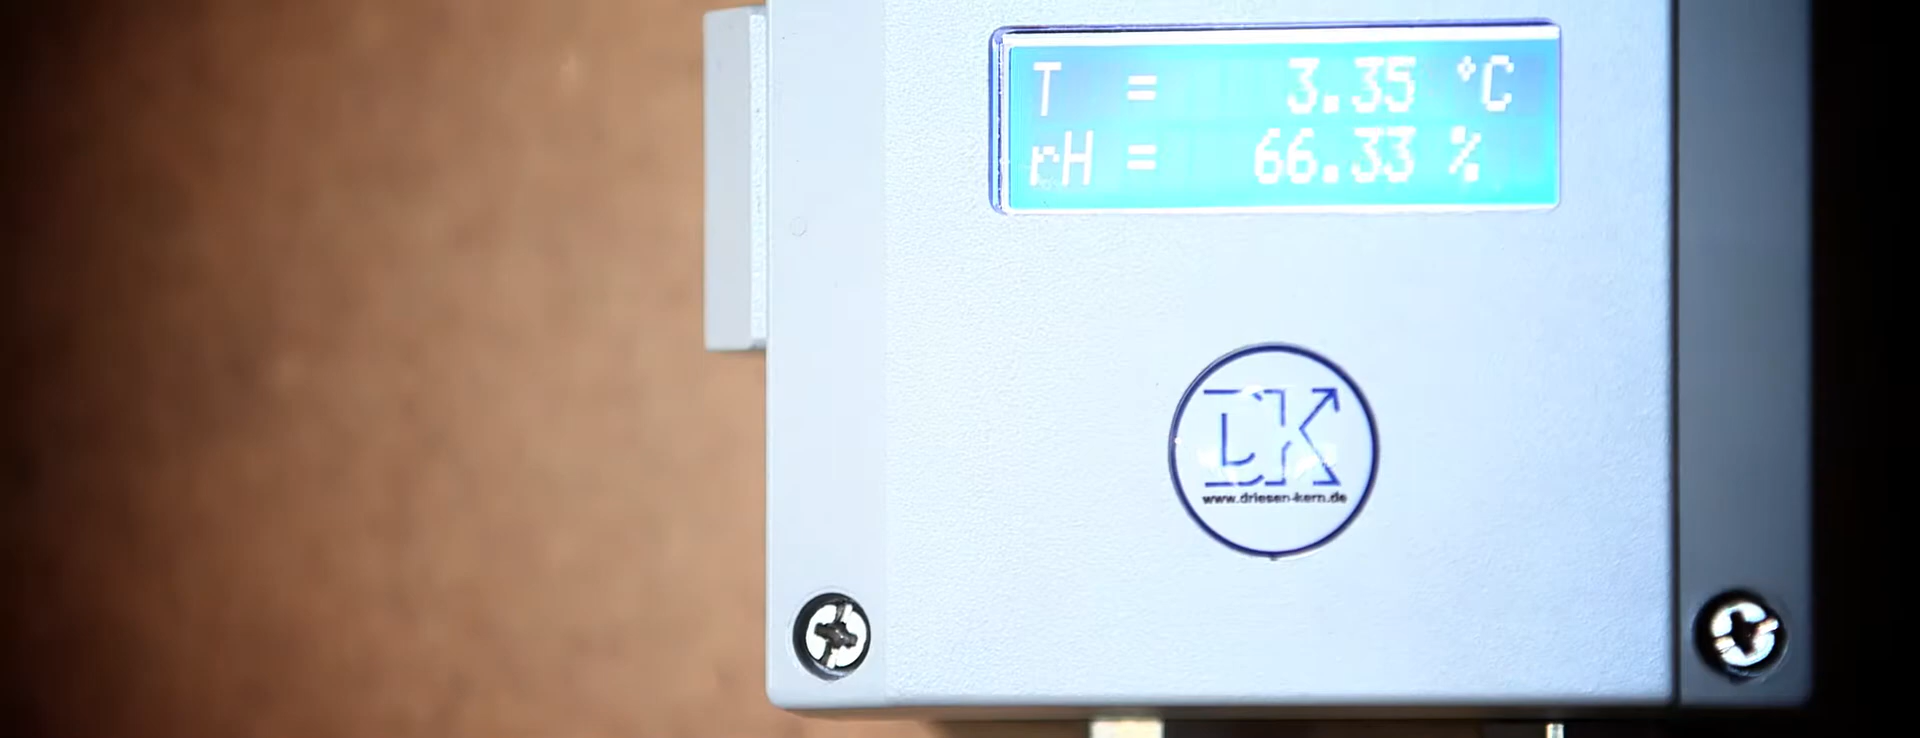 T = 3.35 °C
rH = 66.33 %
DK
www.driesen-kern.de